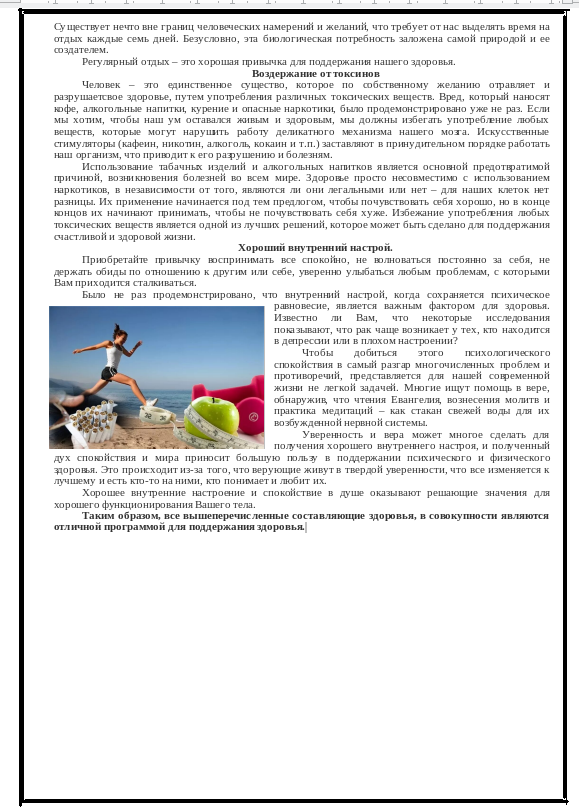 Существует нечто вне границ человеческих намерений и желаний, что требует от нас выделять время на
отдых каждые семь дней. Безусловно, эта биологическая потребность заложена самой природой и ее
создателем.
Регулярный отдых – это хорошая привычка для поддержания нашего здоровья.
Воздержание от токсинов
Человек – это единственное существо, которое по собственному желанию отравляет и
разрушаетсвое здоровье, путем употребления различных токсических веществ. Вред, который наносят
кофе, алкогольные напитки, курение и опасные наркотики, было продемонстрировано уже не раз. Если
мы хотим, чтобы наш ум оставался живым и здоровым, мы должны избегать употребление любых
веществ, которые могут нарушить работу деликатного механизма нашего мозга. Искусственные
стимуляторы (кафеин, никотин, алкоголь, кокаин и т.п.) заставляют в принудительном порядке работать
наш организм, что приводит к его разрушению и болезням.
Использование табачных изделий и алкогольных напитков является основной предотвратимой
причиной, возникновения болезней во всем мире. Здоровье просто несовместимо с использованием
наркотиков, в независимости от того, являются ли они легальными или нет – для наших клеток нет
разницы. Их применение начинается под тем предлогом, чтобы почувствовать себя хорошо, но в конце
концов их начинают принимать, чтобы не почувствовать себя хуже. Избежание употребления любых
токсических веществ является одной из лучших решений, которое может быть сделано для поддержания
счастливой и здоровой жизни.
Хороший внутренний настрой.
Приобретайте привычку воспринимать все спокойно, не волноваться постоянно за себя, не
держать обиды по отношению к другим или себе, уверенно улыбаться любым проблемам, с которыми
Вам приходится сталкиваться.
Было не раз продемонстрировано, что внутренний настрой, когда сохраняется психическое
равновесие, является важным фактором для здоровья.
Известно ли Вам, что некоторые исследования
показывают, что рак чаще возникает у тех, кто находится
в депрессии или в плохом настроении?
Чтобы добиться этого психологического
спокойствия в самый разгар многочисленных проблем и
противоречий, представляется для нашей современной
жизни не легкой задачей. Многие ищут помощь в вере,
обнаружив, что чтения Евангелия, вознесения молитв и
практика медитаций – как стакан свежей воды для их
возбужденной нервной системы.
Уверенность и вера может многое сделать для
получения хорошего внутреннего настроя, и полученный
дух спокойствия и мира приносит большую пользу в поддержании психического и физического
здоровья. Это происходит из-за того, что верующие живут в твердой уверенности, что все изменяется к
лучшему и есть кто-то на ними, кто понимает и любит их.
Хорошее внутренние настроение и спокойствие в душе оказывают решающие значения для
хорошего функционирования Вашего тела.
Таким образом, все вышеперечисленные составляющие здоровья, в совокупности являются
отличной программой для поддержания здоровья.